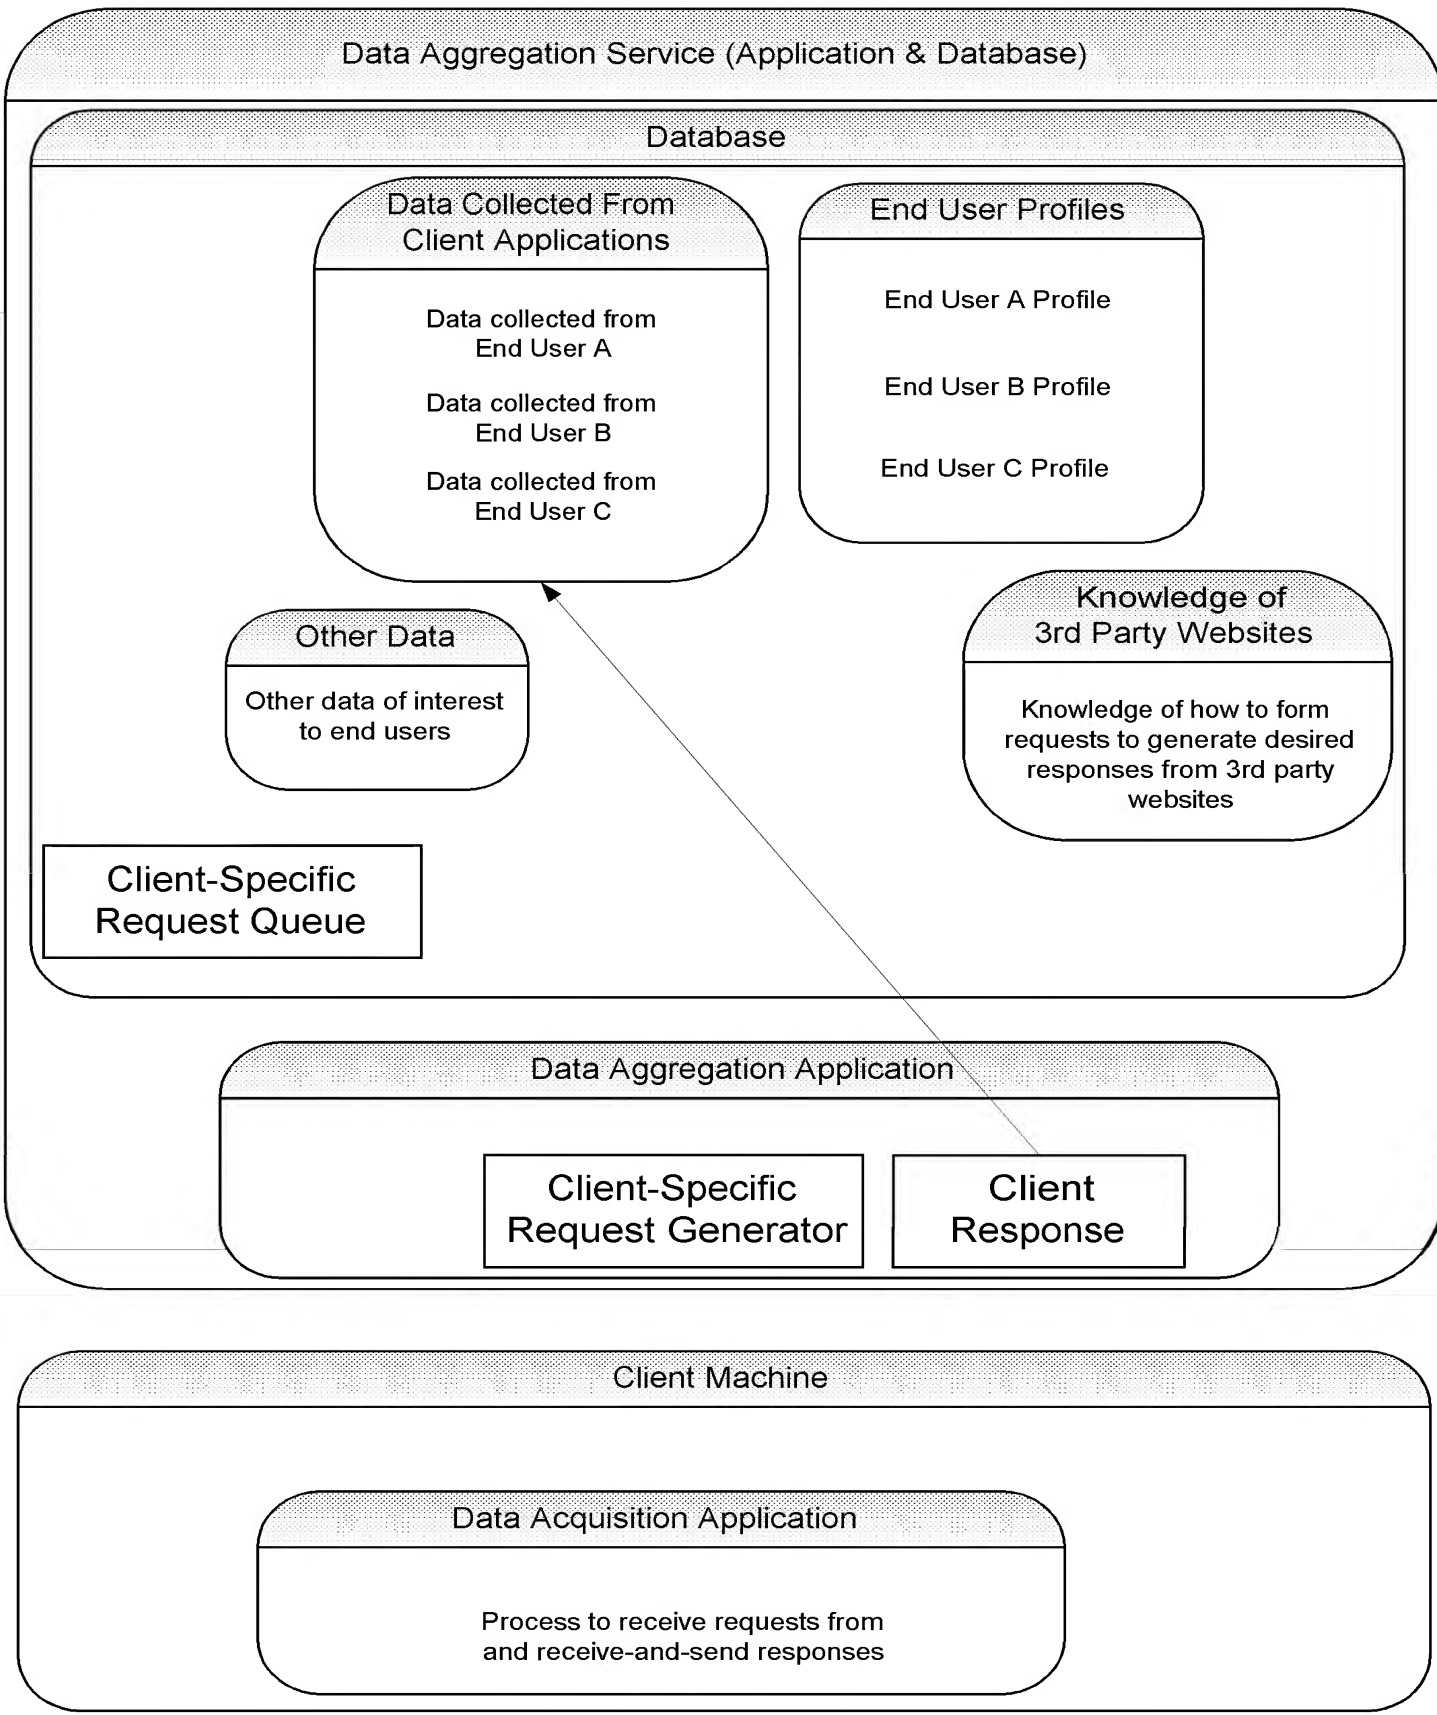 Data Aggregation Service (Application & Database)
Database
Data Collected From
Client Applications
Data collected from
End User A
Data collected from
End User B
Data collected from
End User C
End User Profiles
End User A Profile
End User B Profile
End User C Profile
Other Data
Other data of interest
to end users
Knowledge of
3rd Party Websites
Knowledge of how to form
requests to generate desired
responses from 3rd party
websites
Client-Specific
Request Queue
Data Aggregation Application
Client-Specific
Request Generator
Client
Response
Client Machine
Data Acquisition Application
Process to receive requests from
and receive-and-send responses